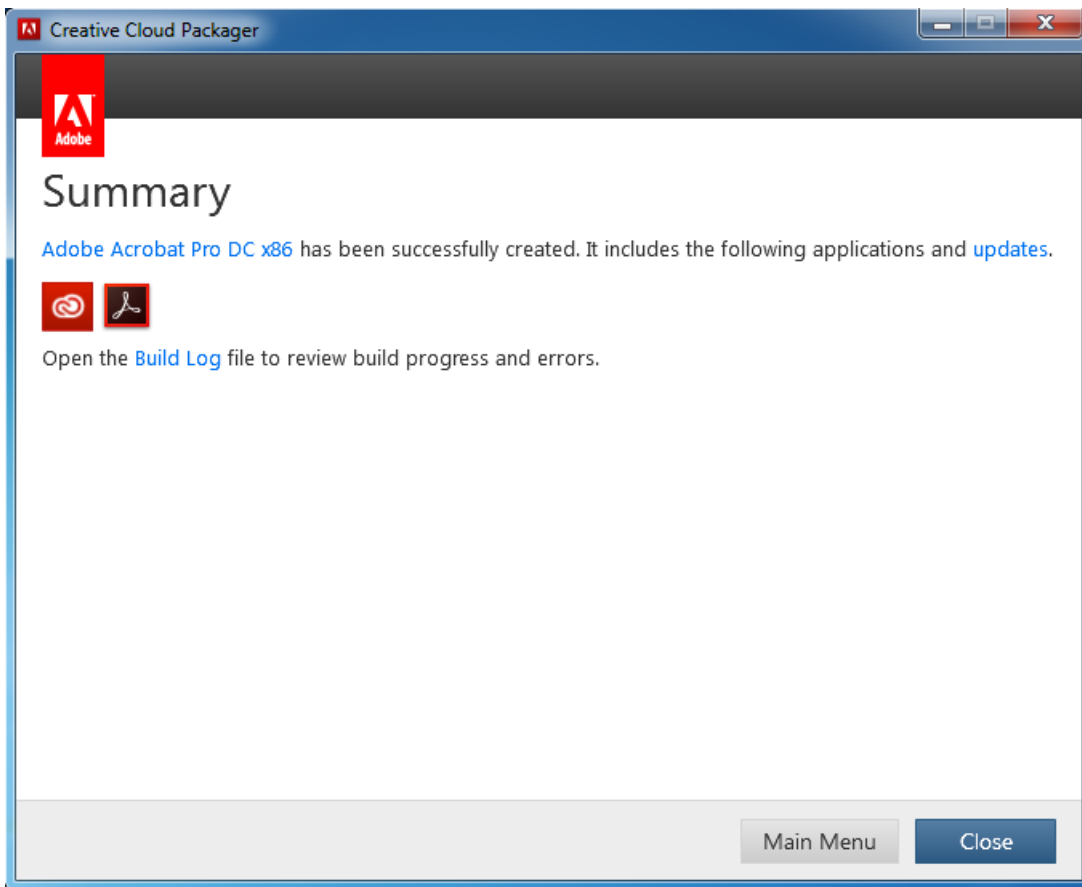 Creative Cloud Packager
Adobe
Summary
Adobe Acrobat Pro DC x86 has been successfully created. It includes the following applications and updates.
Open the Build Log file to review build progress and errors.
Main Menu
Close